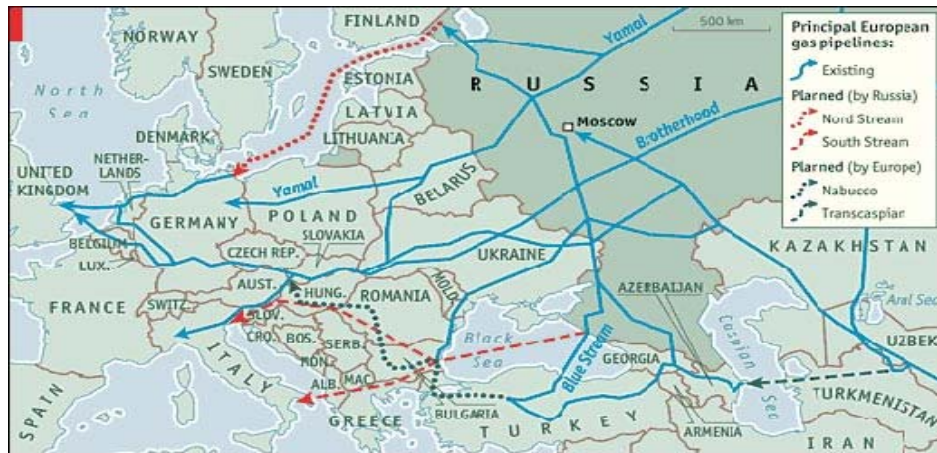 500 km
Principal European
gas pipelines:
Existing
Planned (by Russia)
Nord Stream
South Stream
Planned (by Europe)
Nabucco
Transcaspian
NORWAY
FINLAND
SWEDEN
ESTONIA
LATVIA
LITHUANIA
RUSSIA
Moscow
Yamal
Brotherhood
North
Sea
DENMARK
NETHER-
LANDS
UNITED
KINGDOM
Yamal
BELARUS
GERMANY
POLAND
SLOVAKIA
BELGIUM
LUX.
CZECH REP.
UKRAINE
KAZAKHSTAN
FRANCE
SWITZ.
AUST.
HUNG.
ROMANIA
MOLD.
AZERBAIJAN
Aral Sea
SLOV.
CRO.
BOS.
SERB.
Black
Sea
Blue Stream
GEORGIA
Caspian
Sea
UZBEK
ITALY
MON.
ALB.
MAC.
SPAIN
GREECE
BULGARIA
TURKEY
ARMENIA
TURKMENISTAN
IRAN